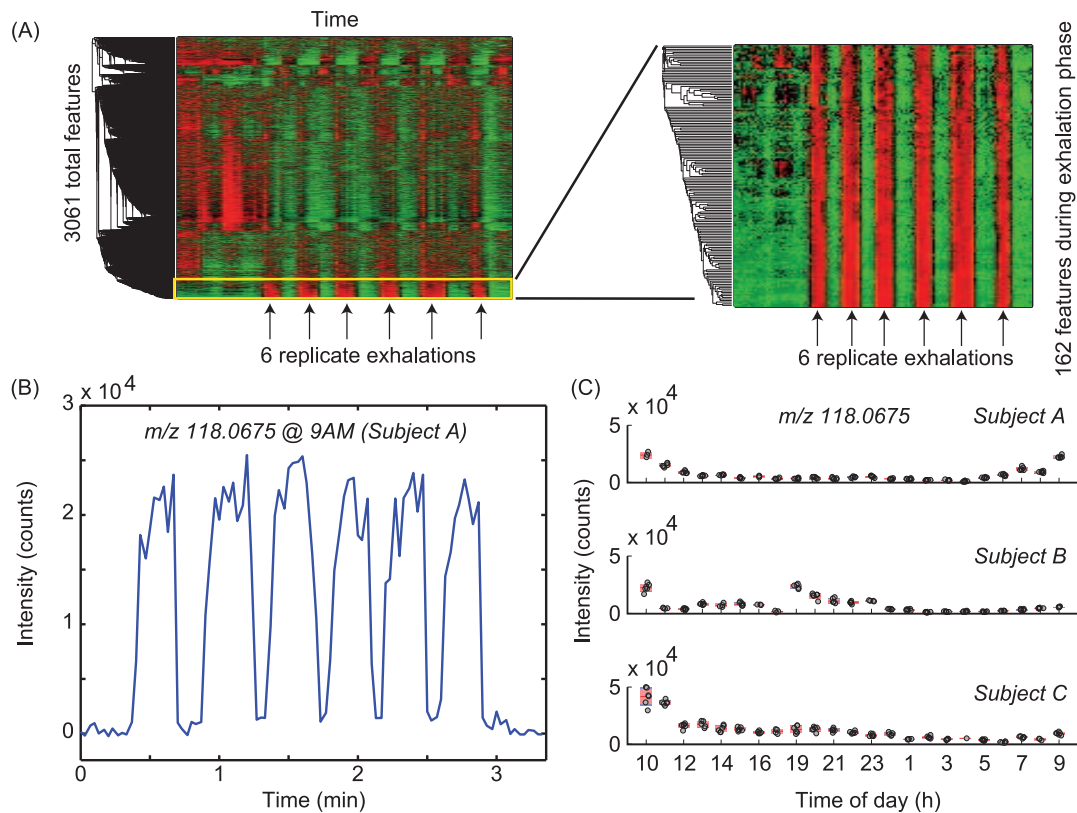 (A)
Time
3061 total features
6 replicate exhalations
6 replicate exhalations
162 features during exhalation phase
(B)
x 10^4
m/z 118.0675 @ 9AM (Subject A)
3
2
1
0
Intensity (counts)
0 1 2 3
Time (min)
(C)
x 10^4
m/z 118.0675
Subject A
5
0
x 10^4
Subject B
5
0
x 10^4
Subject C
5
0
Intensity (counts)
10 12 14 16 19 21 23 1 3 5 7 9
Time of day (h)